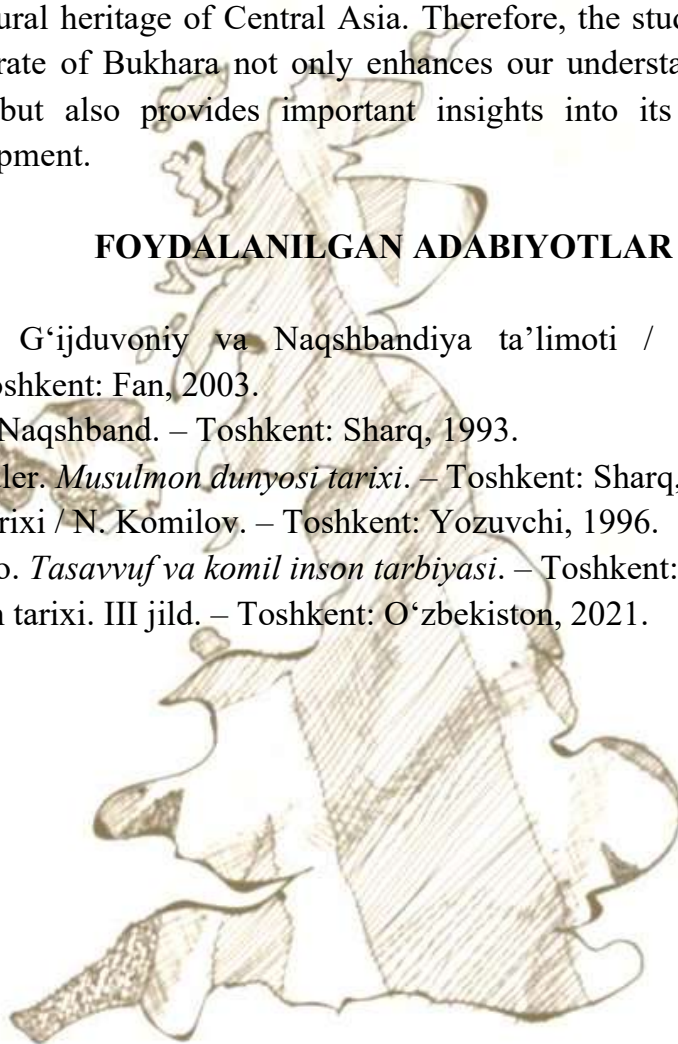 ural heritage of Central Asia. Therefore, the stud
rate of Bukhara not only enhances our understa
but also provides important insights into its
pment.
FOYDALANILGAN ADABIYOTLAR
G‘ijduvoniy va Naqshbandiya ta’limoti /
oshkent: Fan, 2003.
Naqshband. – Toshkent: Sharq, 1993.
ler. Musulmon dunyosi tarixi. – Toshkent: Sharq,
rixi / N. Komilov. – Toshkent: Yozuvchi, 1996.
o. Tasavvuf va komil inson tarbiyasi. – Toshkent:
n tarixi. III jild. – Toshkent: O‘zbekiston, 2021.